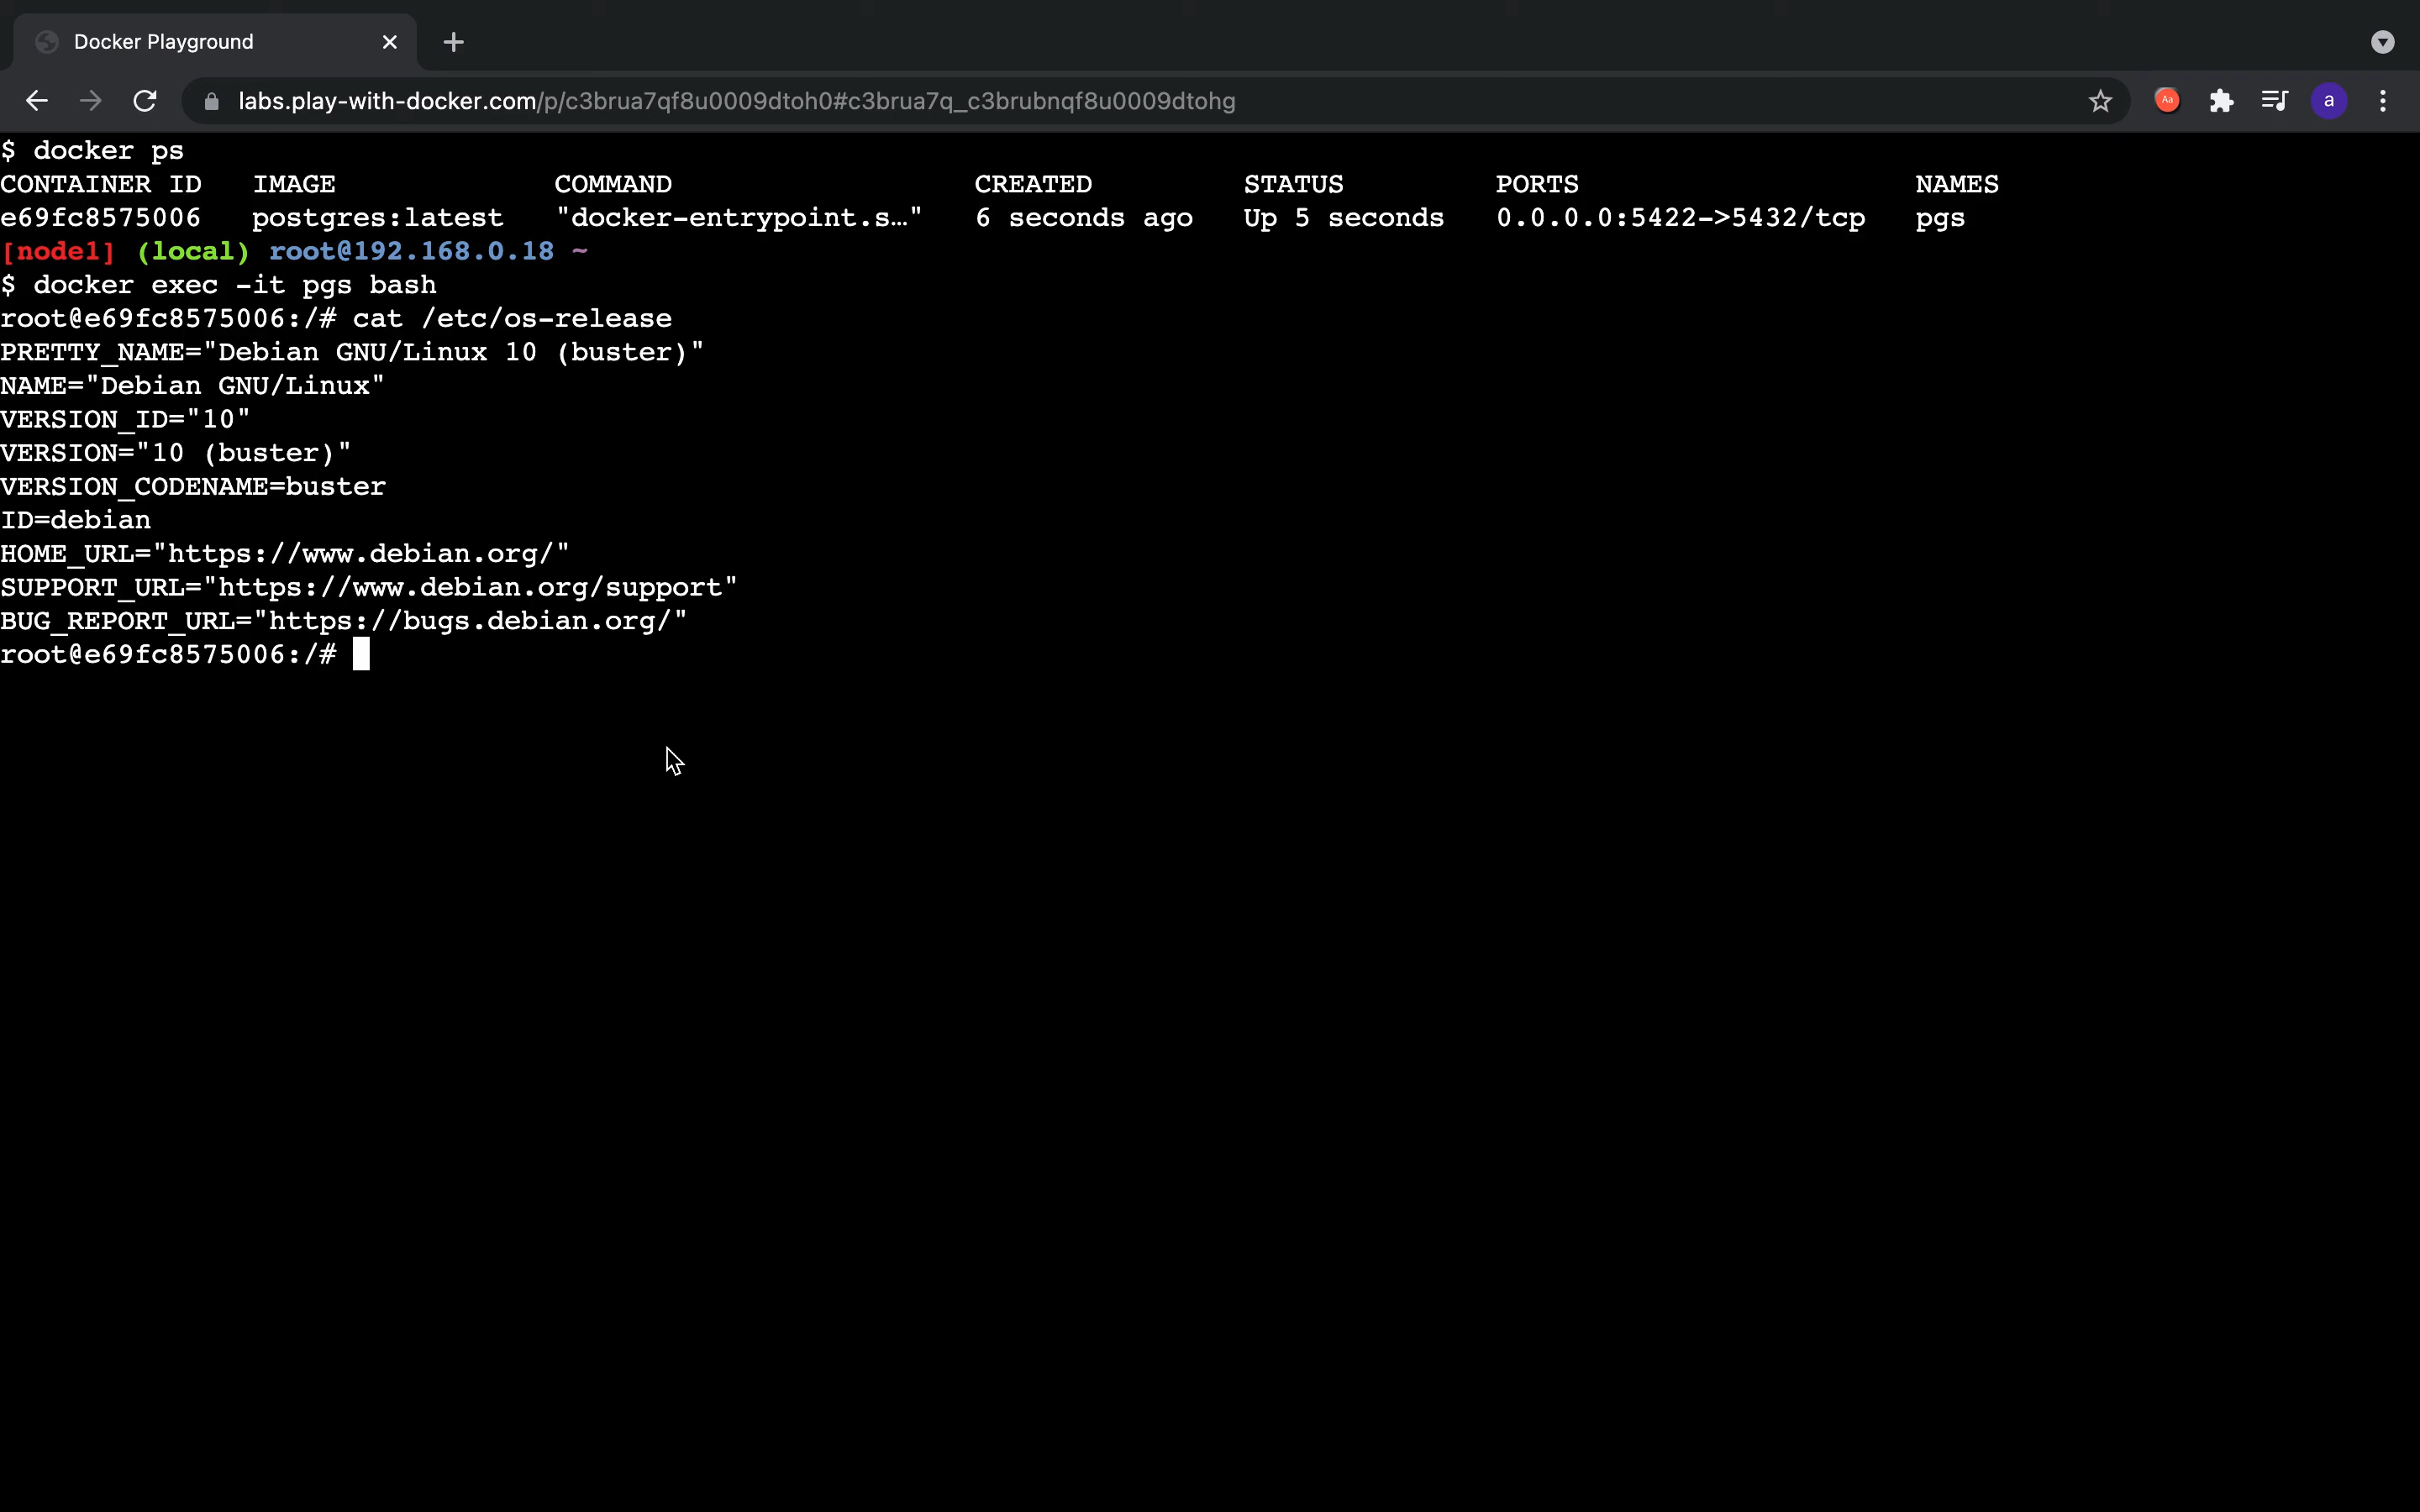 Docker Playground
labs.play-with-docker.com/p/c3brua7qf8u0009dtoh0#c3brua7q_c3brubnqf8u0009dtohg
Aa
a
$ docker ps
CONTAINER ID   IMAGE             COMMAND                  CREATED         STATUS         PORTS                    NAMES
e69fc8575006   postgres:latest   "docker-entrypoint.s…"   6 seconds ago   Up 5 seconds   0.0.0.0:5422->5432/tcp   pgs
[node1] (local) root@192.168.0.18 ~
$ docker exec -it pgs bash
root@e69fc8575006:/# cat /etc/os-release
PRETTY_NAME="Debian GNU/Linux 10 (buster)"
NAME="Debian GNU/Linux"
VERSION_ID="10"
VERSION="10 (buster)"
VERSION_CODENAME=buster
ID=debian
HOME_URL="https://www.debian.org/"
SUPPORT_URL="https://www.debian.org/support"
BUG_REPORT_URL="https://bugs.debian.org/"
root@e69fc8575006:/#